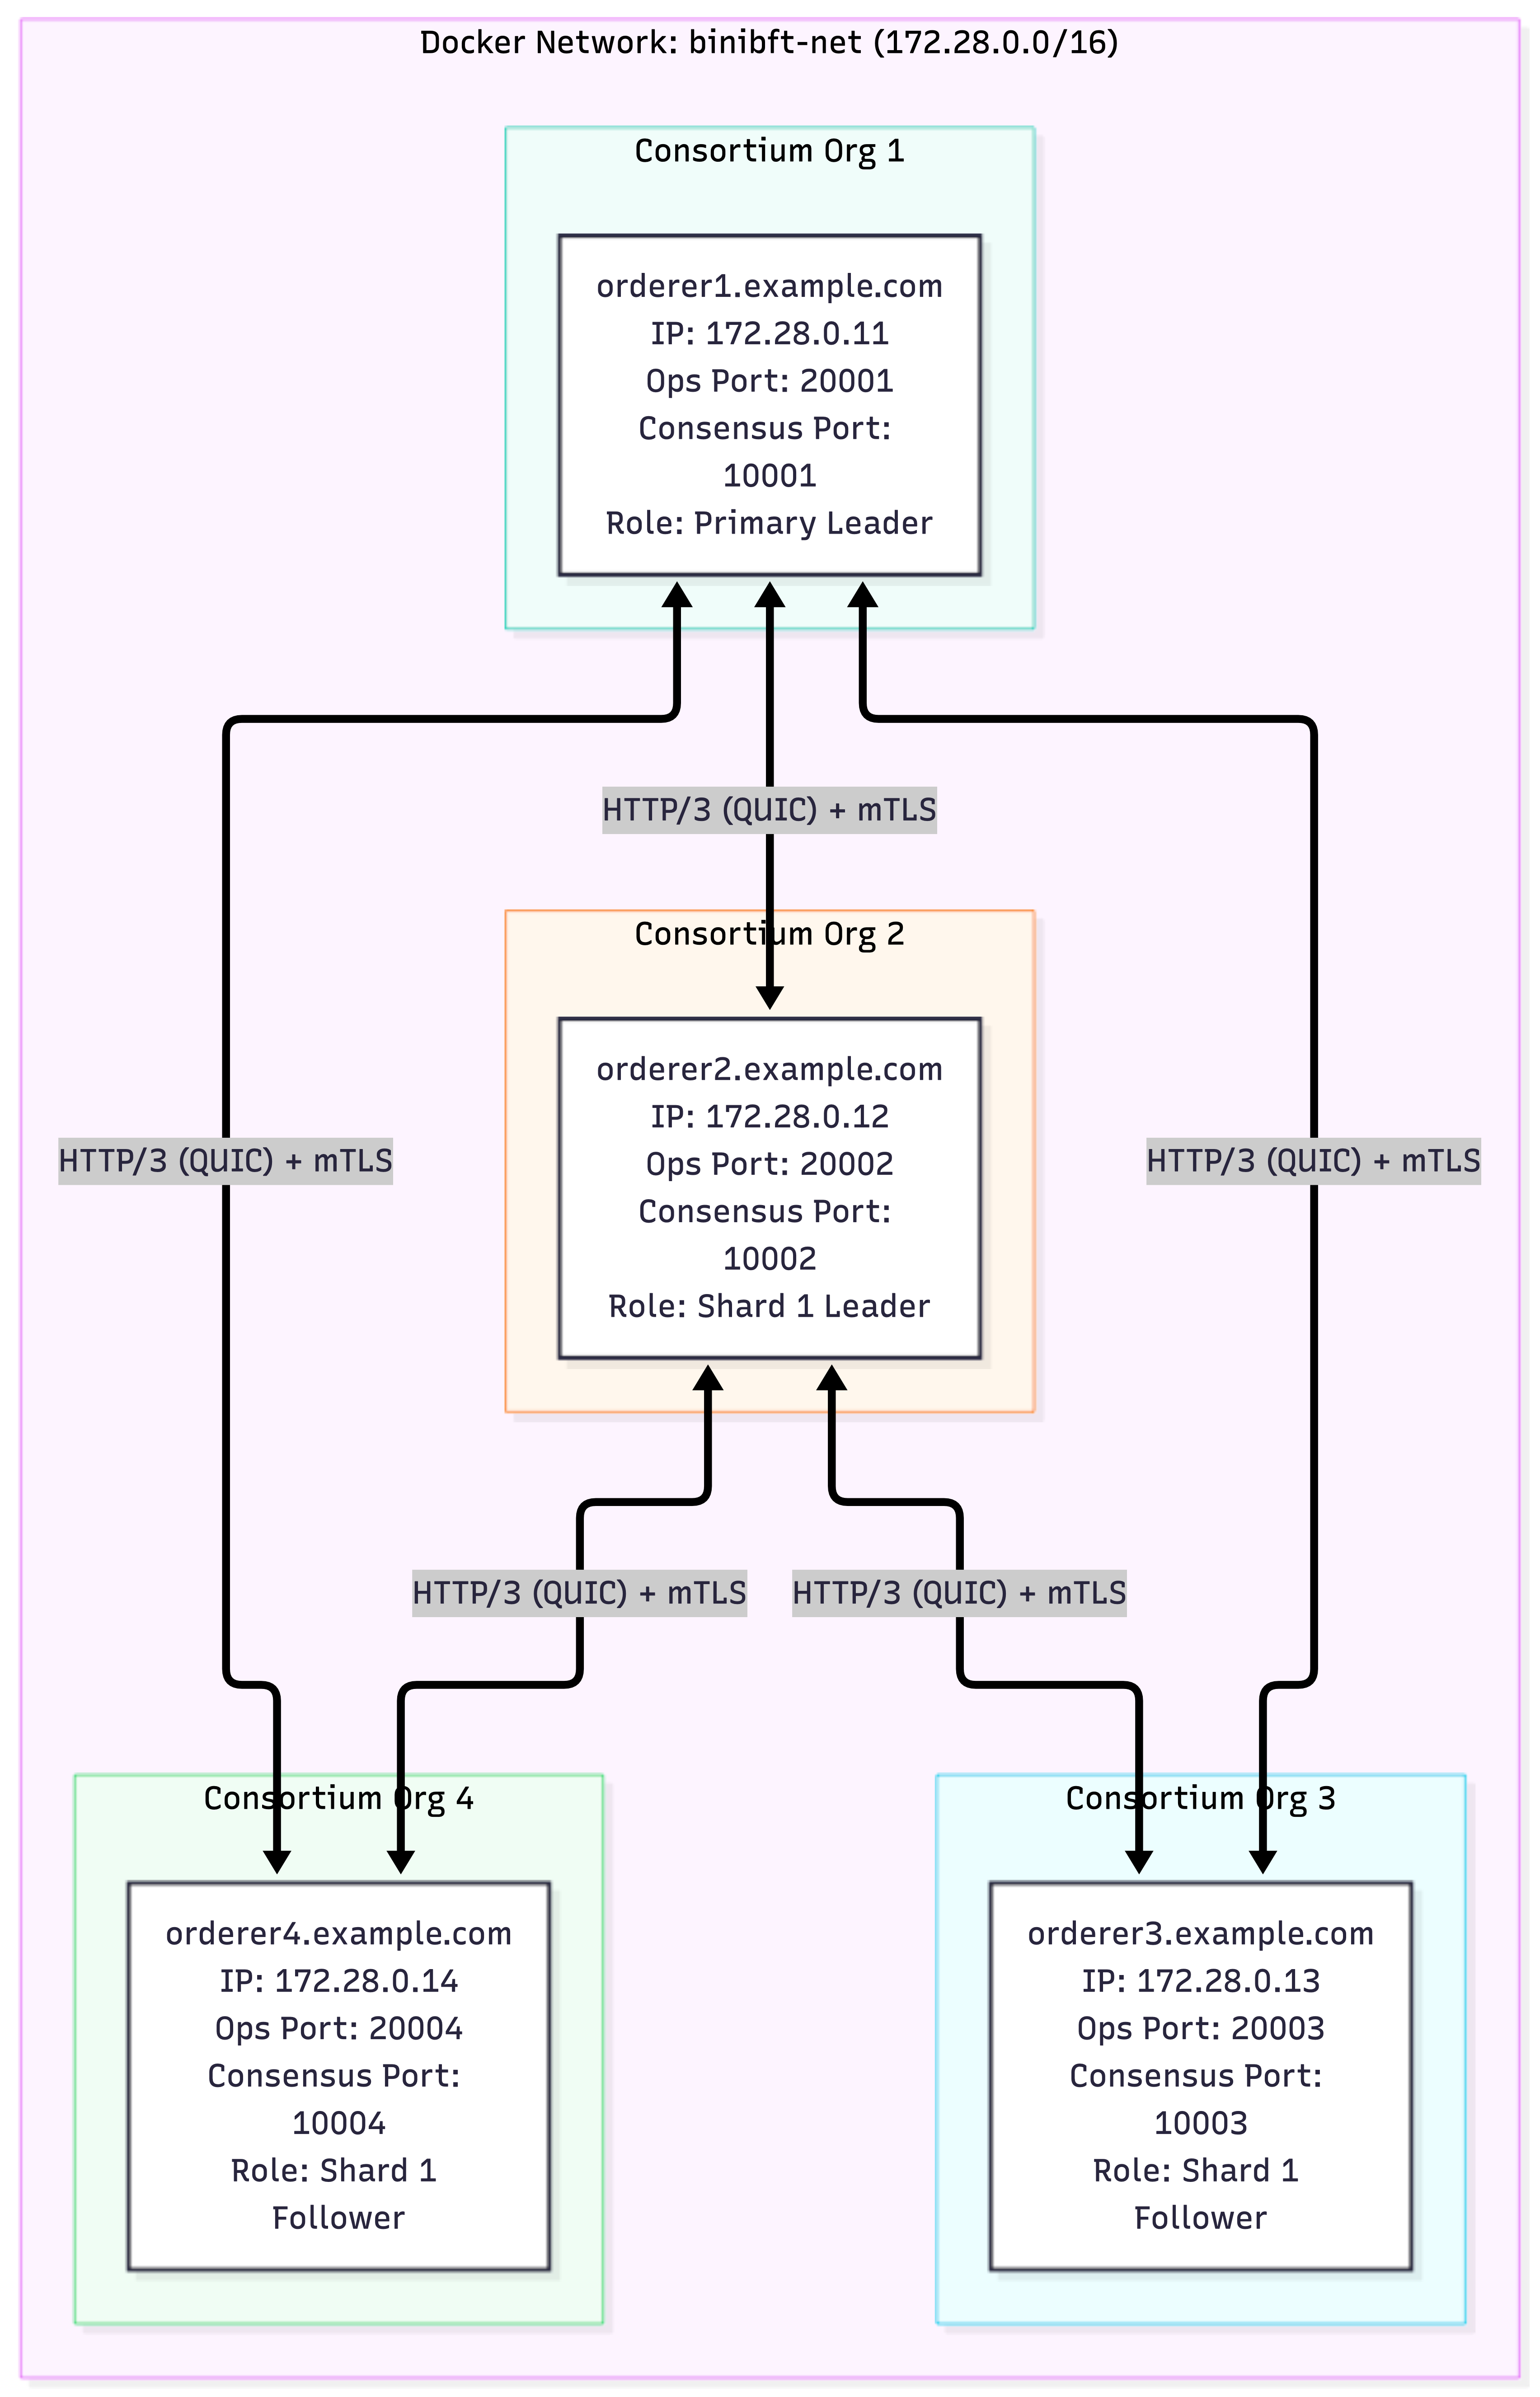 Docker Network: binibft-net (172.28.0.0/16)
Consortium Org 1
orderer1.example.com
IP: 172.28.0.11
Ops Port: 20001
Consensus Port:
10001
Role: Primary Leader
HTTP/3 (QUIC) + mTLS
Consortium Org 2
orderer2.example.com
IP: 172.28.0.12
Ops Port: 20002
Consensus Port:
10002
Role: Shard 1 Leader
HTTP/3 (QUIC) + mTLS
HTTP/3 (QUIC) + mTLS
HTTP/3 (QUIC) + mTLS
HTTP/3 (QUIC) + mTLS
Consortium Org 4
orderer4.example.com
IP: 172.28.0.14
Ops Port: 20004
Consensus Port:
10004
Role: Shard 1
Follower
Consortium Org 3
orderer3.example.com
IP: 172.28.0.13
Ops Port: 20003
Consensus Port:
10003
Role: Shard 1
Follower